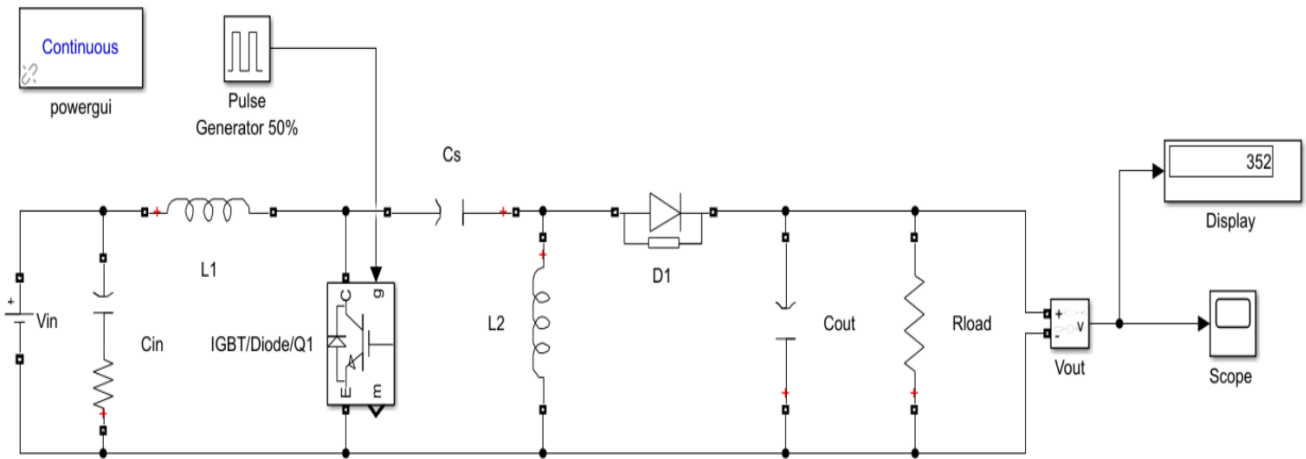 Continuous
powergui
Pulse
Generator 50%
Cs
352
Display
L1
D1
+
Vin
Cin
IGBT/Diode/Q1
C
g
E
m
L2
Cout
Rload
+
-
v
Vout
Scope